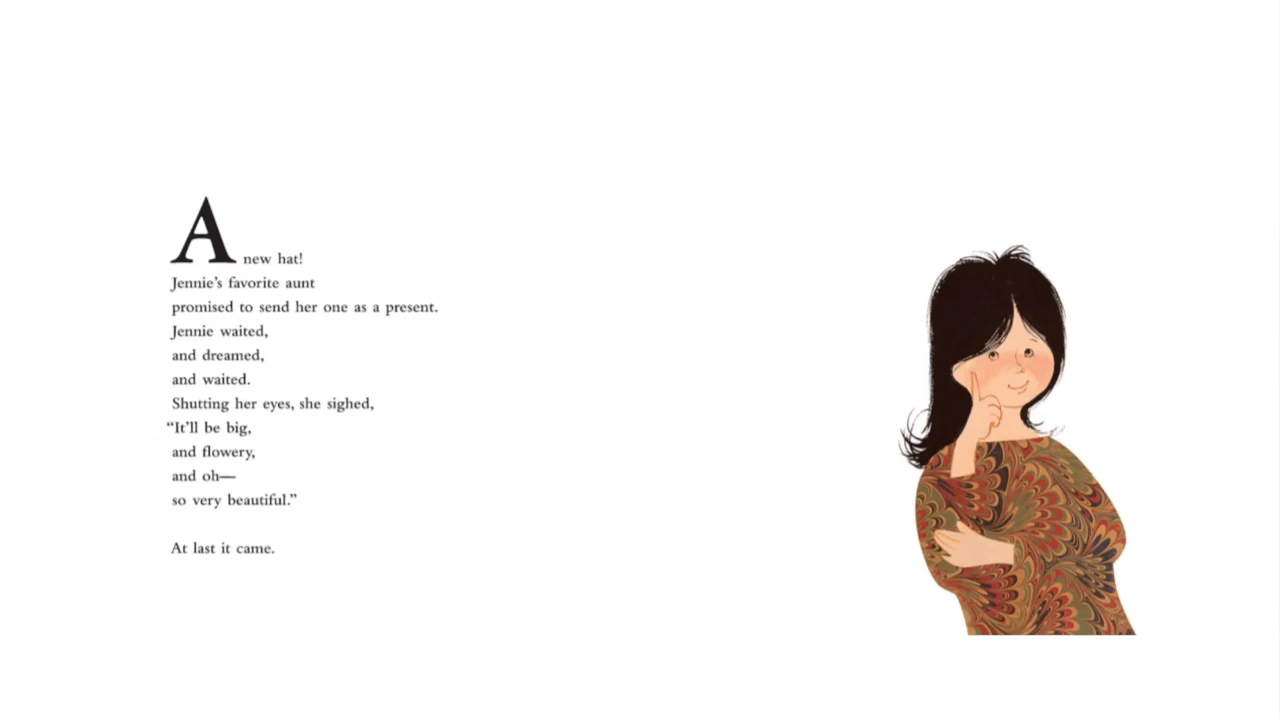 A new hat!
Jennie’s favorite aunt
promised to send her one as a present.
Jennie waited,
and dreamed,
and waited.
Shutting her eyes, she sighed,
“It’ll be big,
and flowery,
and oh—
so very beautiful.”
At last it came.